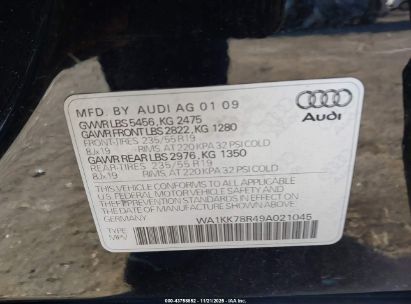 MFD. BY AUDI AG 01 09
GVWR LBS 5456, KG 2475
GAWR FRONT LBS 2822, KG 1280
FRONT-TIRES 235/55 R19
8Jx19 RIMS, AT 220 KPA 32 PSI COLD
GAWR REAR LBS 2976, KG 1350
REAR-TIRES 235/55 R19
8Jx19 RIMS, AT 220 KPA 32 PSI COLD
Audi
THIS VEHICLE CONFORMS TO ALL APPLICABLE
U.S. FEDERAL MOTOR VEHICLE SAFETY AND
THEFT PREVENTION STANDARDS IN EFFECT ON
THE DATE OF MANUFACTURE SHOWN ABOVE.
GERMANY WA1KK78R49A021045
TYPE:
MPV